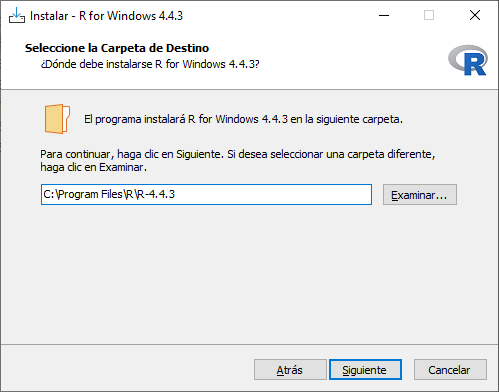 Instalar - R for Windows 4.4.3
Seleccione la Carpeta de Destino
¿Dónde debe instalarse R for Windows 4.4.3?
R
El programa instalará R for Windows 4.4.3 en la siguiente carpeta.
Para continuar, haga clic en Siguiente. Si desea seleccionar una carpeta diferente,
haga clic en Examinar.
C:\Program Files\R\R-4.4.3
Examinar...
Atrás
Siguiente
Cancelar